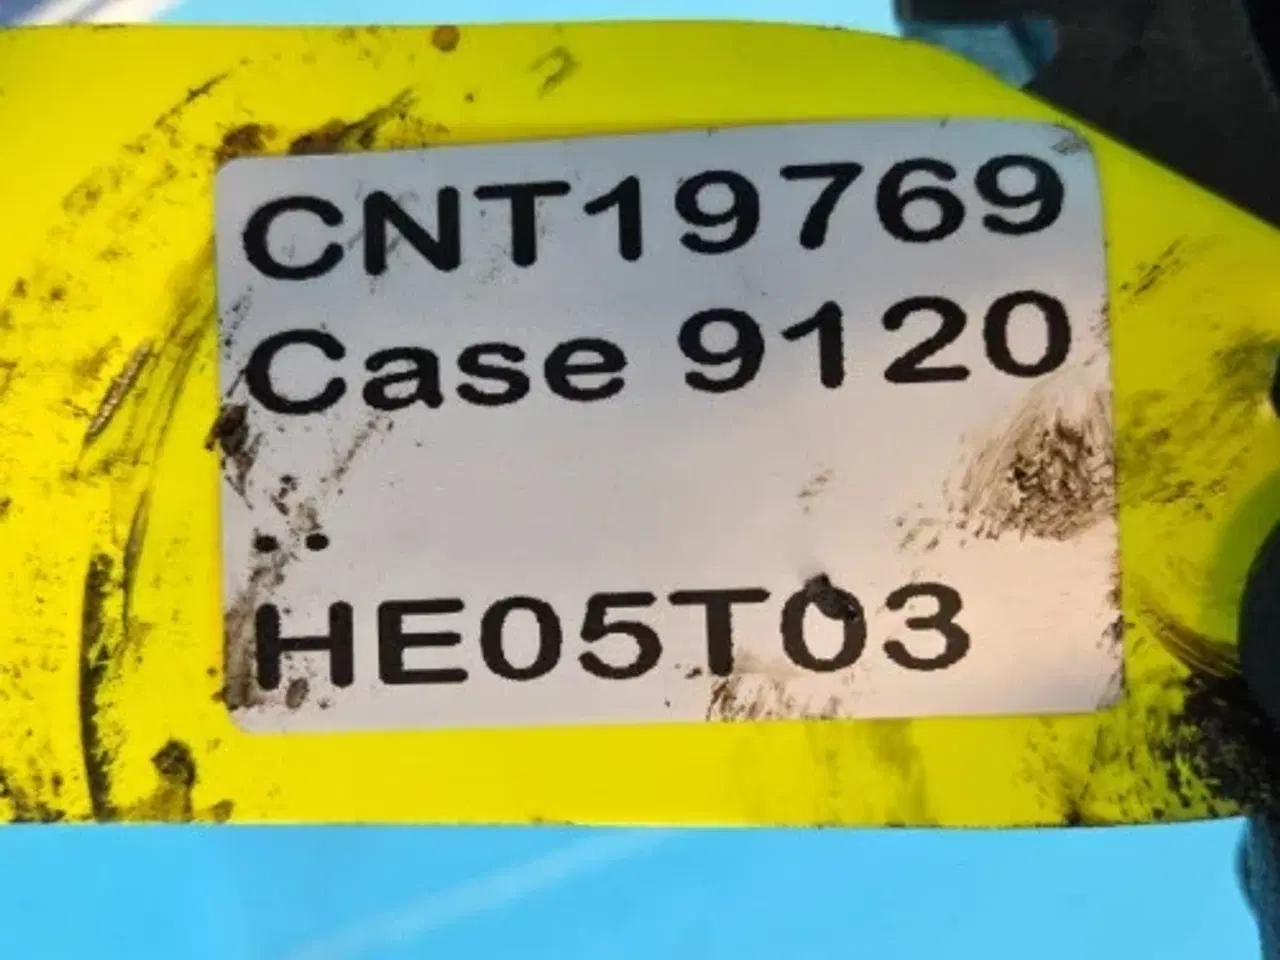 CNT19769
Case 9120
..
HE05T03